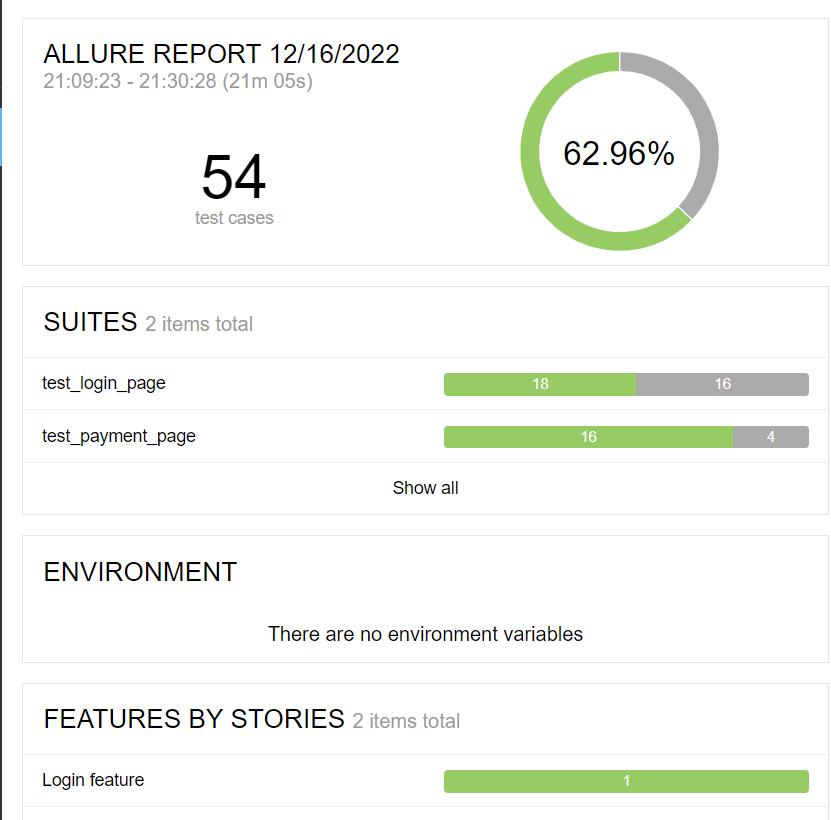 ALLURE REPORT 12/16/2022
21:09:23 - 21:30:28 (21m 05s)
54
test cases
62.96%
SUITES 2 items total
test_login_page 18 16
test_payment_page 16 4
Show all
ENVIRONMENT
There are no environment variables
FEATURES BY STORIES 2 items total
Login feature 1